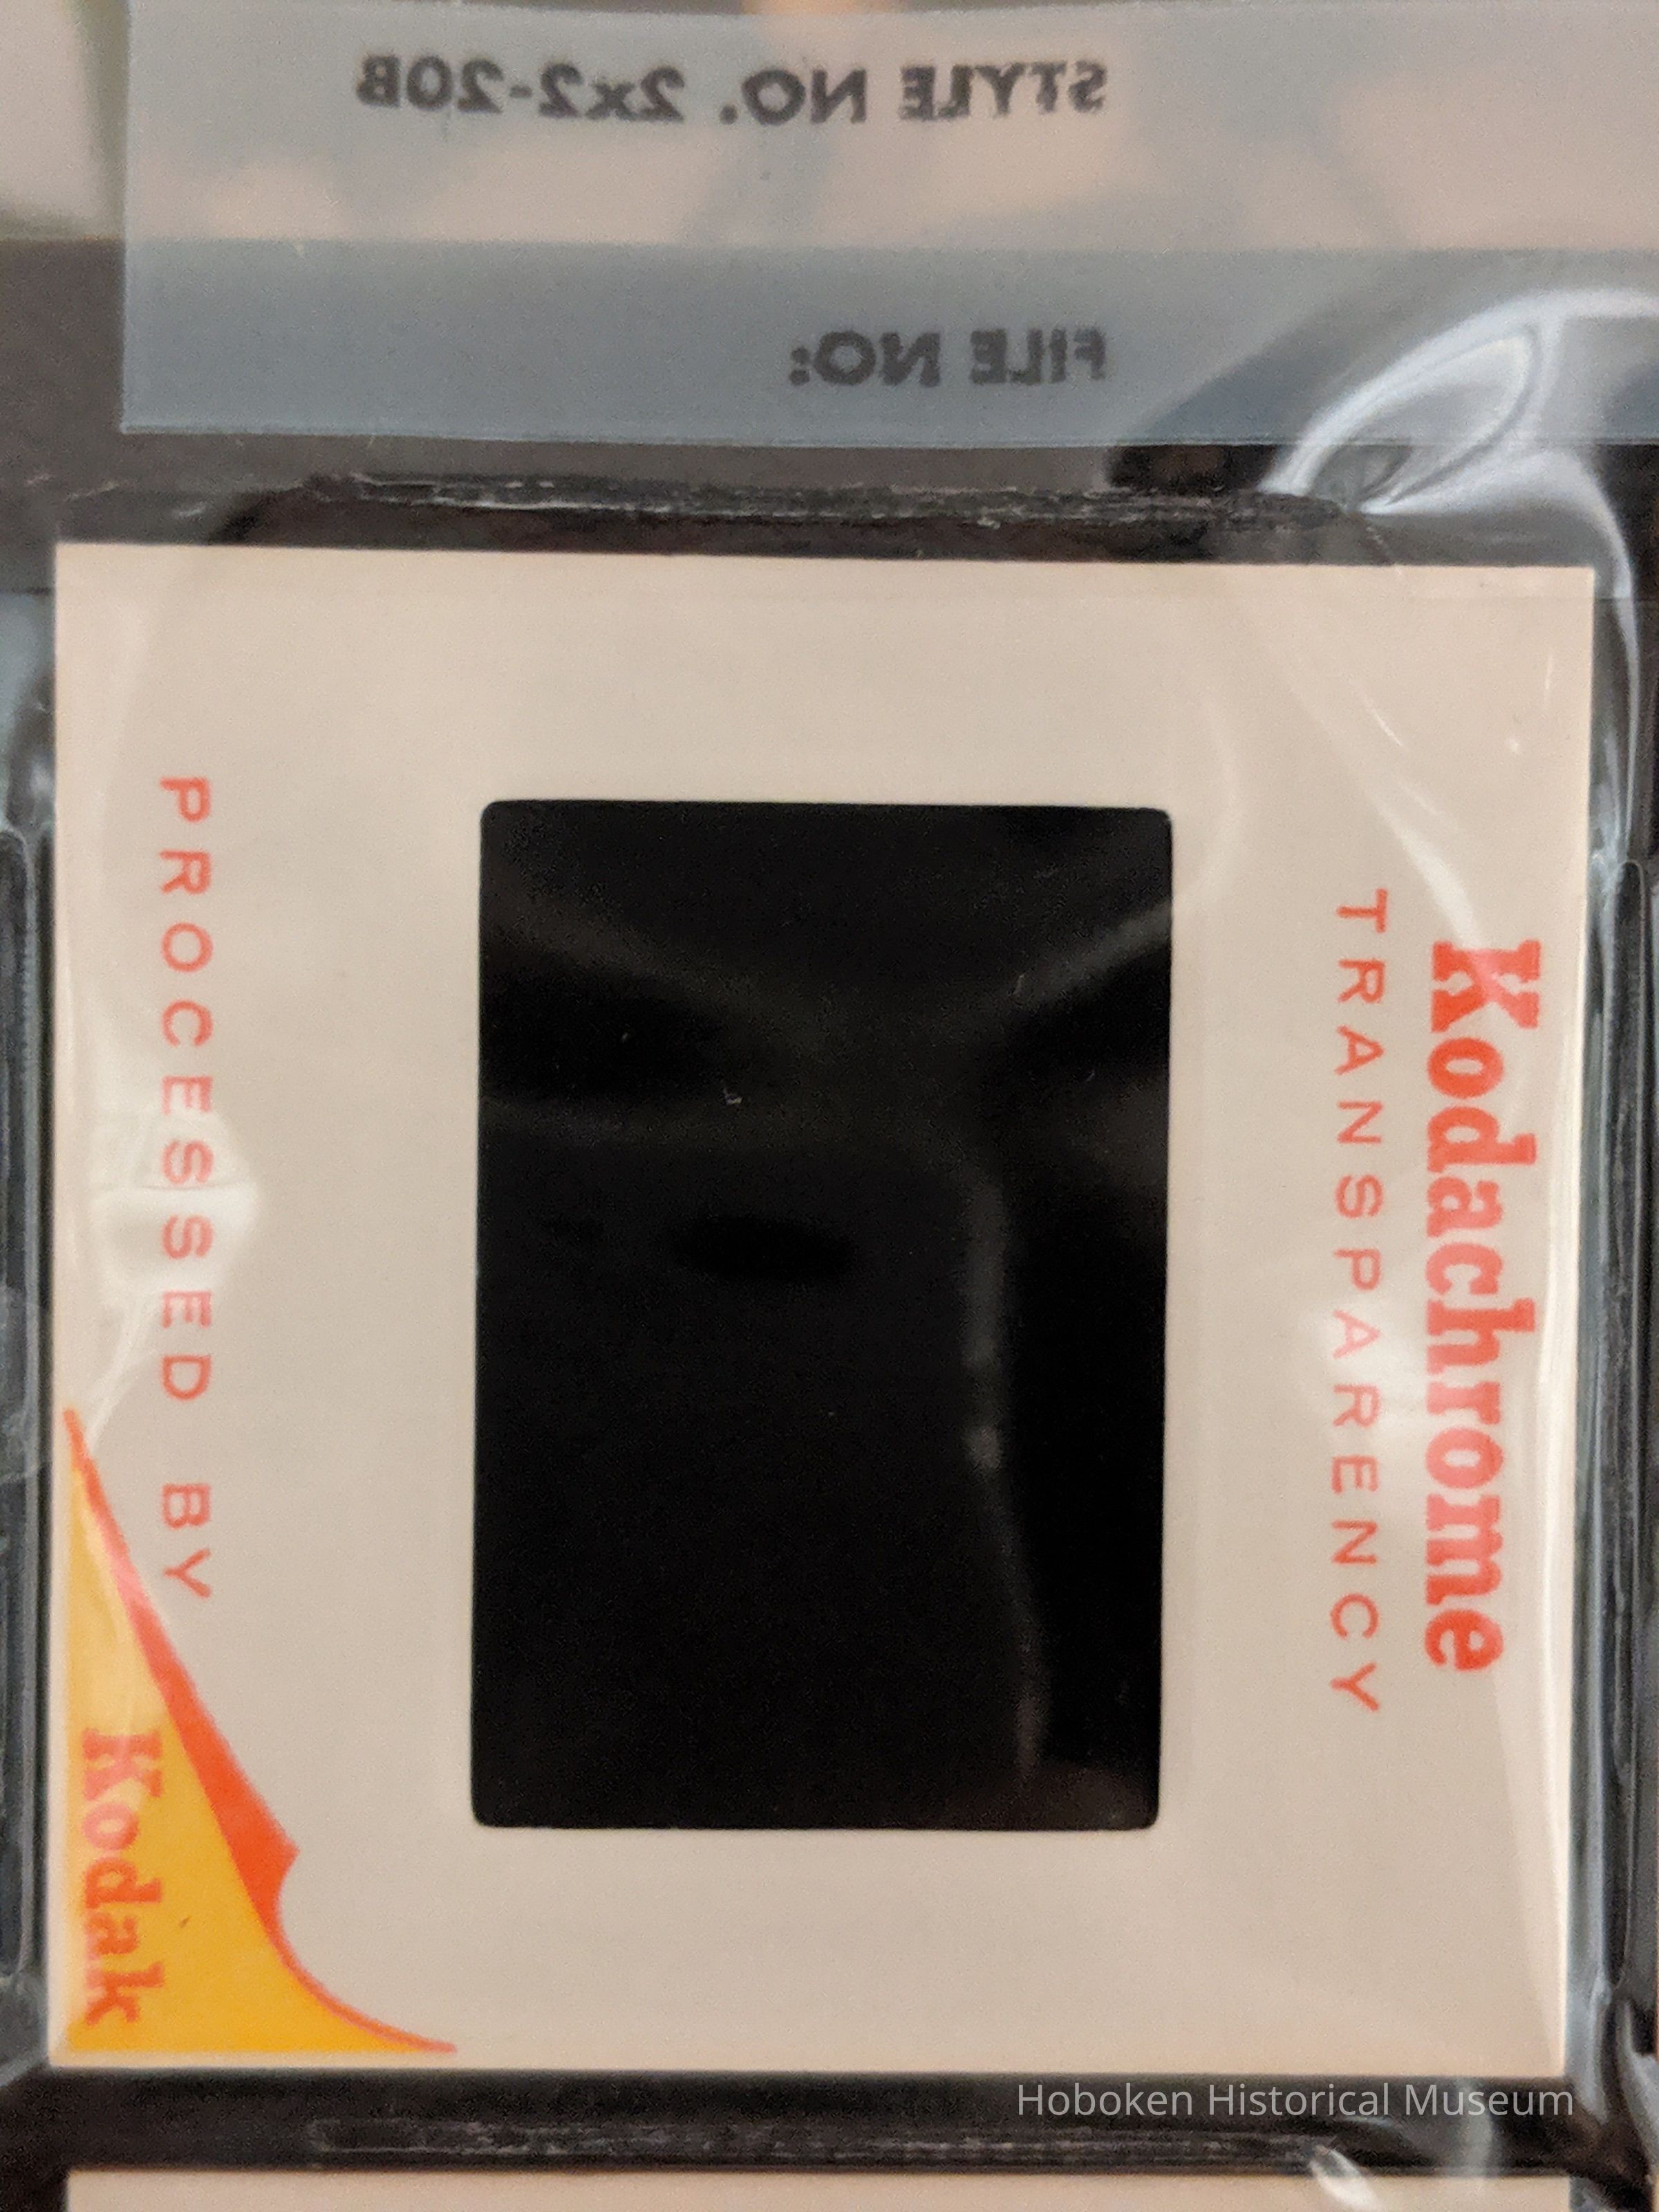 STYLE NO. 2x2-20B
FILE NO:
Kodachrome
TRANSPARENCY
PROCESSED BY
Kodak
Hoboken Historical Museum